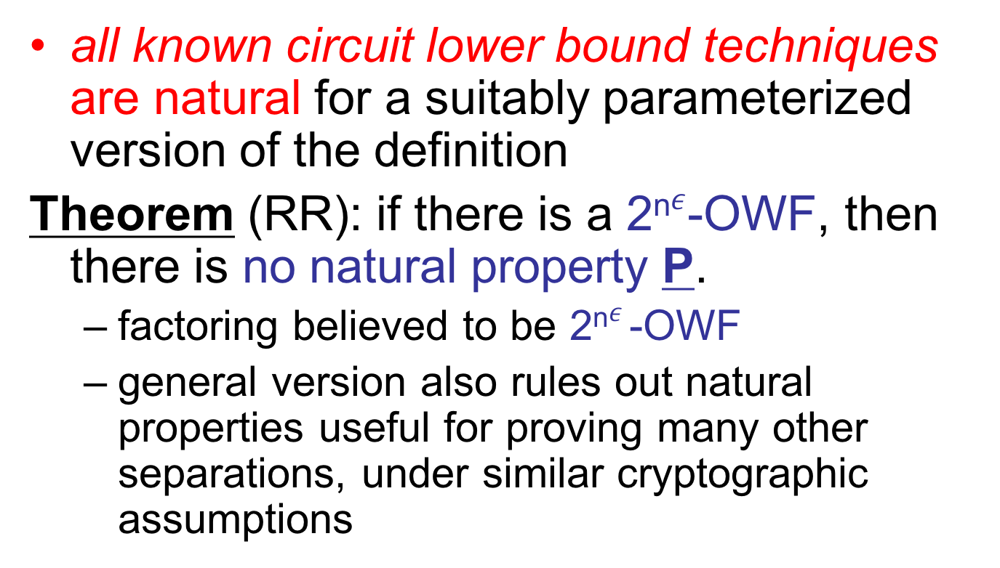 • all known circuit lower bound techniques
are natural for a suitably parameterized
version of the definition
Theorem (RR): if there is a 2^{n^ϵ}-OWF, then
there is no natural property P.
– factoring believed to be 2^{n^ϵ} -OWF
– general version also rules out natural
properties useful for proving many other
separations, under similar cryptographic
assumptions